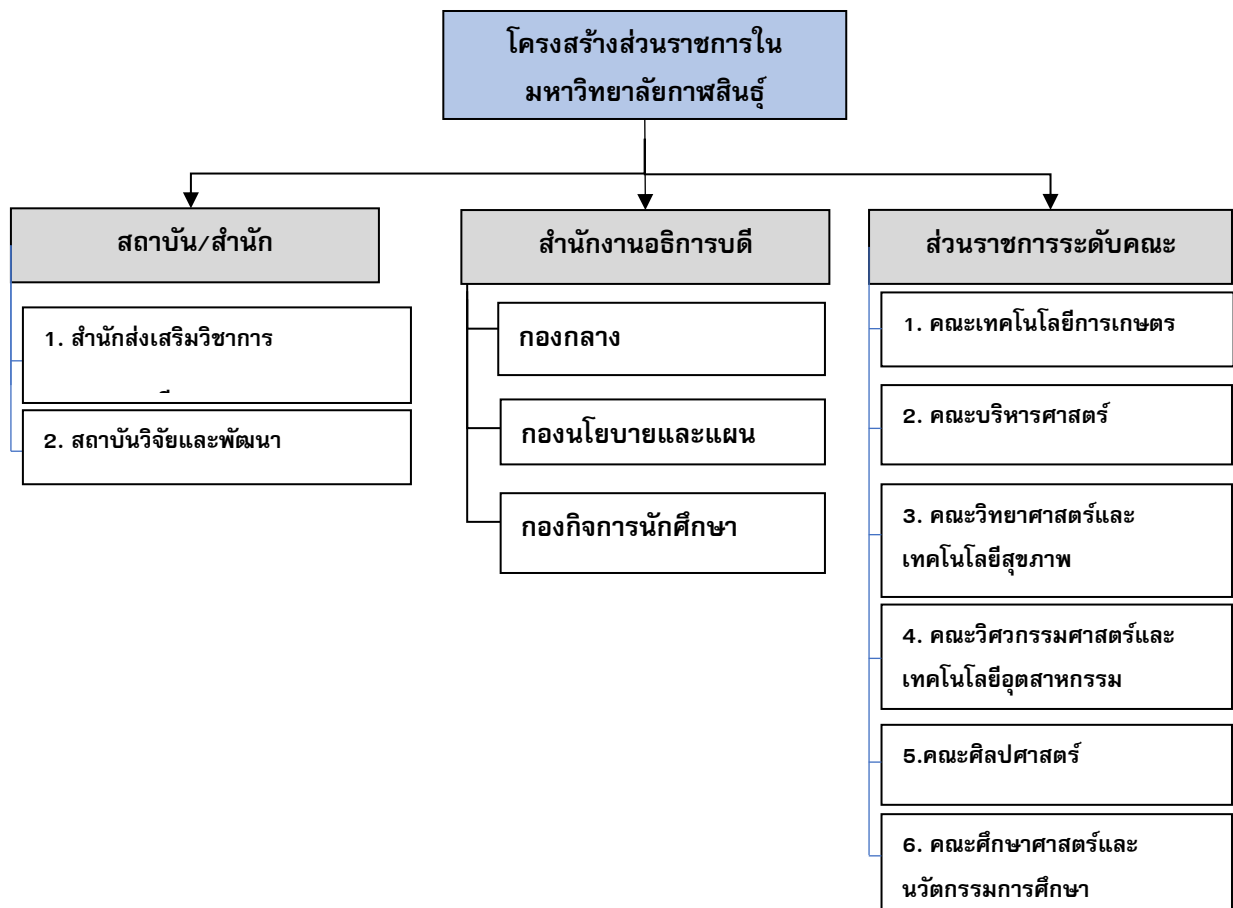 โครงสร้างส่วนราชการใน
มหาวิทยาลัยกาฬสินธุ์
สถาบัน/สำนัก
1. สำนักส่งเสริมวิชาการ
2. สถาบันวิจัยและพัฒนา
สำนักงานอธิการบดี
กองกลาง
กองนโยบายและแผน
กองกิจการนักศึกษา
ส่วนราชการระดับคณะ
1. คณะเทคโนโลยีการเกษตร
2. คณะบริหารศาสตร์
3. คณะวิทยาศาสตร์และ
เทคโนโลยีสุขภาพ
4. คณะวิศวกรรมศาสตร์และ
เทคโนโลยีอุตสาหกรรม
5.คณะศิลปศาสตร์
6. คณะศึกษาศาสตร์และ
นวัตกรรมการศึกษา